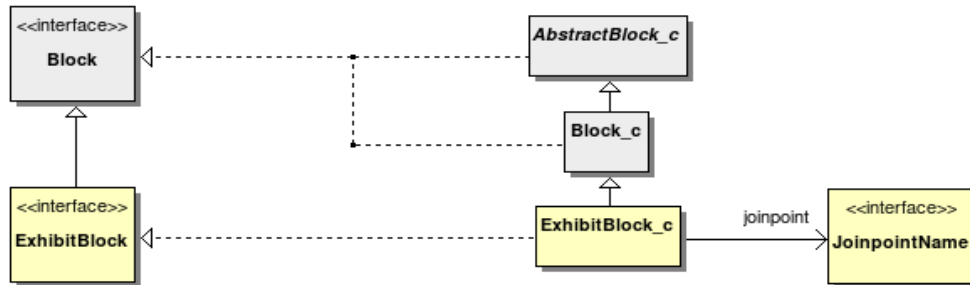 <<interface>>
Block
AbstractBlock_c
Block_c
<<interface>>
ExhibitBlock
ExhibitBlock_c
joinpoint
<<interface>>
JoinpointName